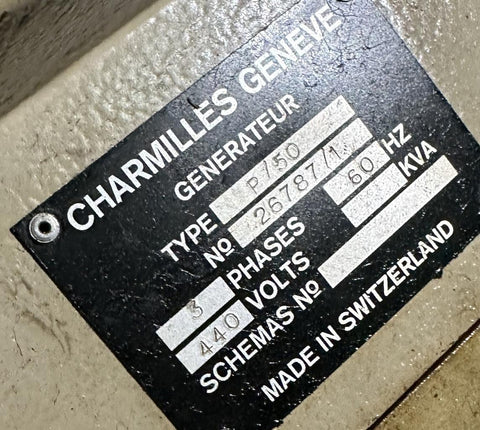 CHARMILLES GENEVE
GENERATEUR
TYPE P/50
No 26787/1
3 PHASES 60 HZ
440 VOLTS KVA
SCHEMAS No
MADE IN SWITZERLAND